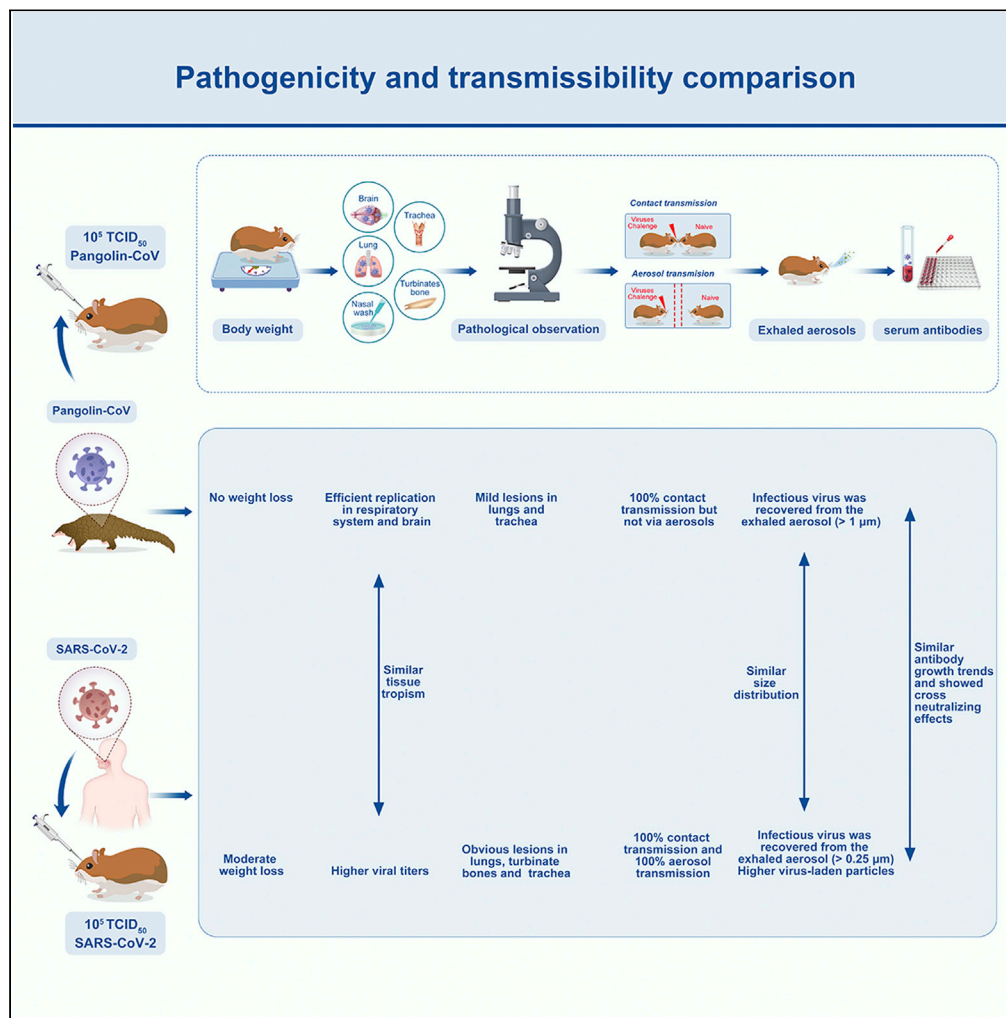 Pathogenicity and transmissibility comparison
10⁵ TCID₅₀
Pangolin-CoV
Brain
Trachea
Lung
Turbinates
bone
Nasal
wash
Body weight
Pathological observation
Contact transmission
Viruses
Chalenge
Naive
Aerosol transmision
Viruses
Challenge
Naive
Exhaled aerosols
serum antibodies
Pangolin-CoV
No weight loss
Efficient replication
in respiratory
system and brain
Mild lesions in
lungs and
trachea
100% contact
transmission but
not via aerosols
Infectious virus was
recovered from the
exhaled aerosol (> 1 μm)
SARS-CoV-2
Similar
tissue
tropism
Similar
size
distribution
Similar
antibody
growth trends
and showed
cross
neutralizing
effects
Moderate
weight loss
Higher viral titers
Obvious lesions in
lungs, turbinate
bones and trachea
100% contact
transmission and
100% aerosol
transmission
Infectious virus was
recovered from the
exhaled aerosol (> 0.25 μm)
Higher virus-laden particles
10⁵ TCID₅₀
SARS-CoV-2